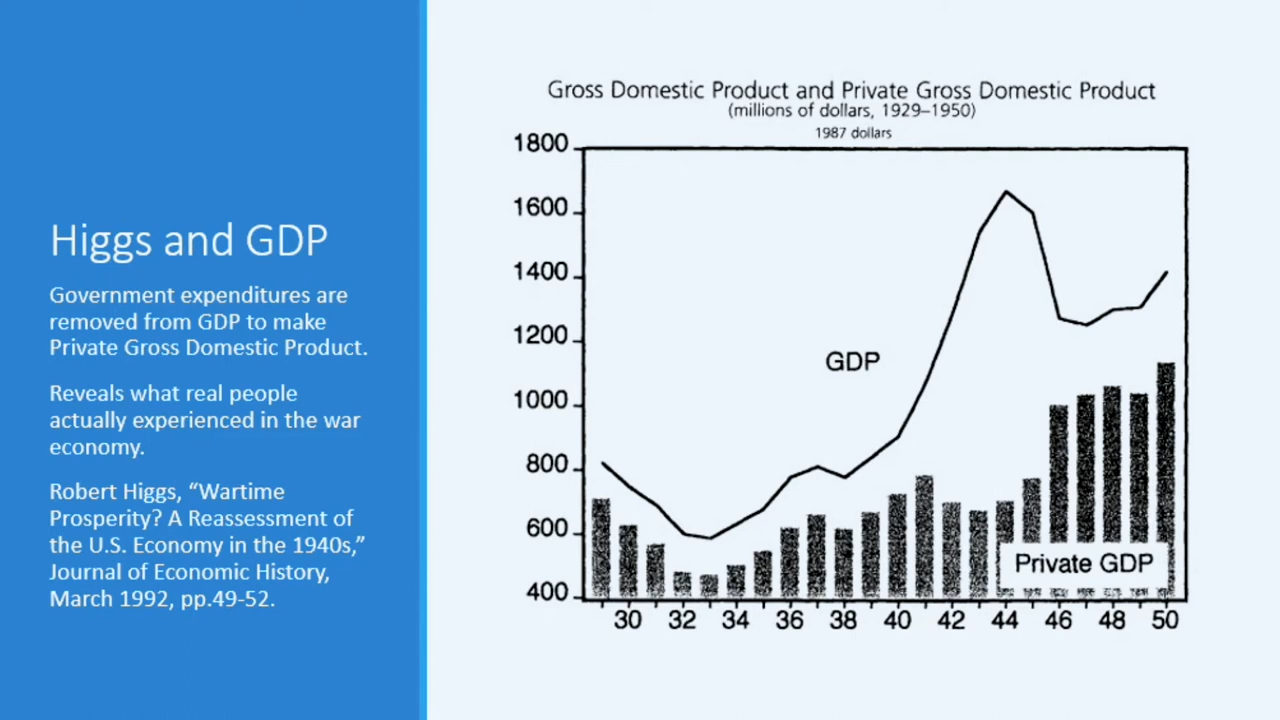 Higgs and GDP
Government expenditures are
removed from GDP to make
Private Gross Domestic Product.
Reveals what real people
actually experienced in the war
economy.
Robert Higgs, “Wartime
Prosperity? A Reassessment of
the U.S. Economy in the 1940s,”
Journal of Economic History,
March 1992, pp.49-52.
Gross Domestic Product and Private Gross Domestic Product
(millions of dollars, 1929–1950)
1987 dollars
1800
1600
1400
1200
1000
800
600
400
GDP
Private GDP
30 32 34 36 38 40 42 44 46 48 50